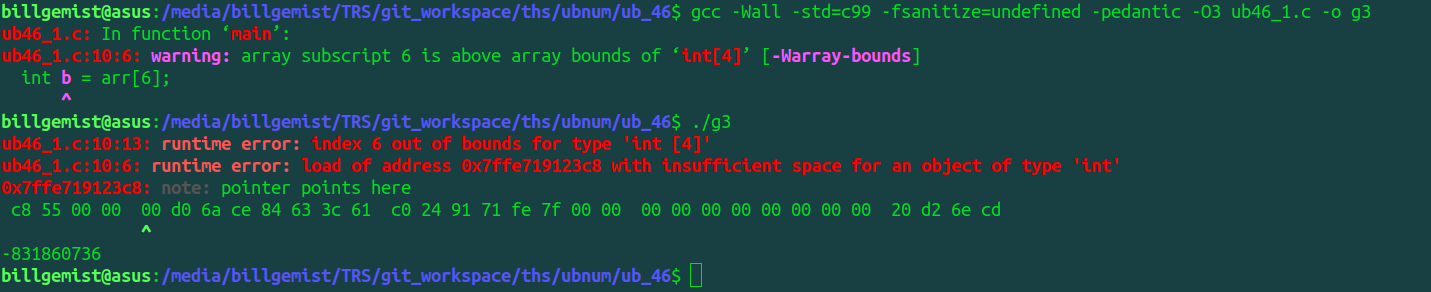 billgemist@asus:/media/billgemist/TRS/git_workspace/ths/ubnum/ub_46$ gcc -Wall -std=c99 -fsanitize=undefined -pedantic -O3 ub46_1.c -o g3
ub46_1.c: In function ‘main’:
ub46_1.c:10:6: warning: array subscript 6 is above array bounds of ‘int[4]’ [-Warray-bounds]
  int b = arr[6];
      ^
billgemist@asus:/media/billgemist/TRS/git_workspace/ths/ubnum/ub_46$ ./g3
ub46_1.c:10:13: runtime error: index 6 out of bounds for type 'int [4]'
ub46_1.c:10:6: runtime error: load of address 0x7ffe719123c8 with insufficient space for an object of type 'int'
0x7ffe719123c8: note: pointer points here
 c8 55 00 00  00 d0 6a ce 84 63 3c 61  c0 24 91 71 fe 7f 00 00  00 00 00 00 00 00 00 00  20 d2 6e cd
              ^
-831860736
billgemist@asus:/media/billgemist/TRS/git_workspace/ths/ubnum/ub_46$